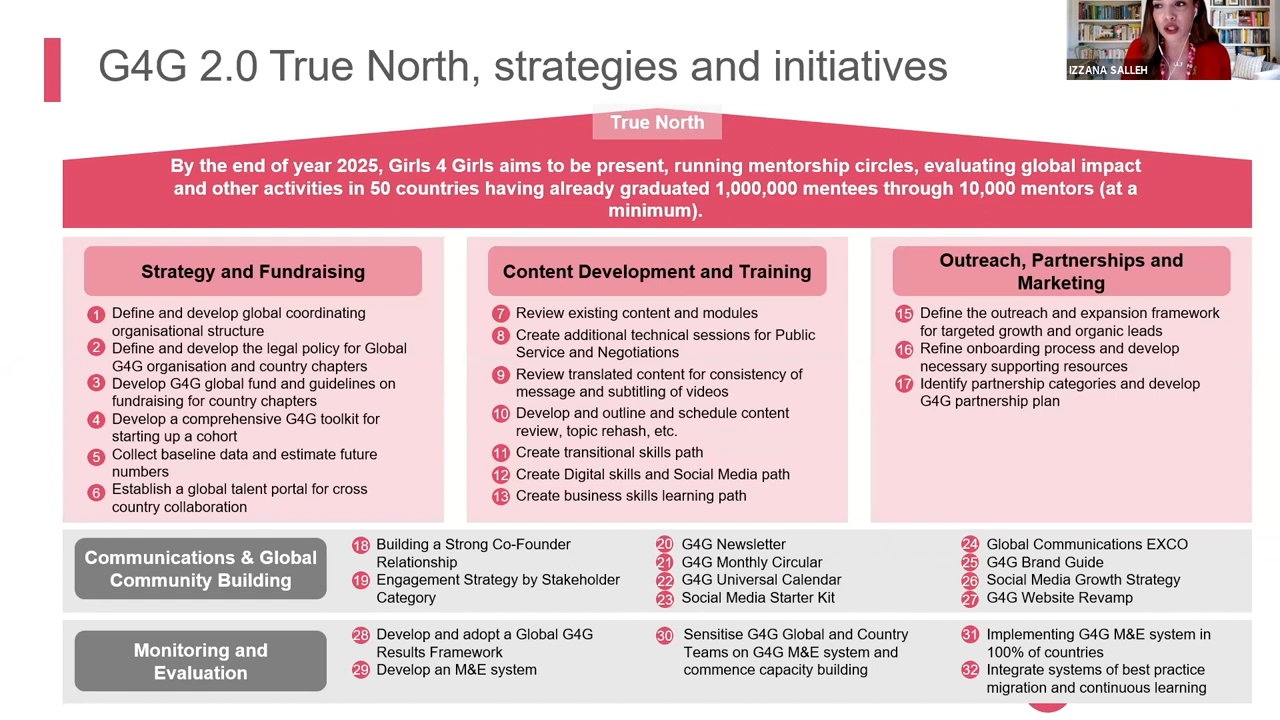 G4G 2.0 True North, strategies and initiatives
IZZANA SALLEH
True North
By the end of year 2025, Girls 4 Girls aims to be present, running mentorship circles, evaluating global impact
and other activities in 50 countries having already graduated 1,000,000 mentees through 10,000 mentors (at a
minimum).
Strategy and Fundraising
1 Define and develop global coordinating
organisational structure
2 Define and develop the legal policy for Global
G4G organisation and country chapters
3 Develop G4G global fund and guidelines on
fundraising for country chapters
4 Develop a comprehensive G4G toolkit for
starting up a cohort
5 Collect baseline data and estimate future
numbers
6 Establish a global talent portal for cross
country collaboration
Content Development and Training
7 Review existing content and modules
8 Create additional technical sessions for Public
Service and Negotiations
9 Review translated content for consistency of
message and subtitling of videos
10 Develop and outline and schedule content
review, topic rehash, etc.
11 Create transitional skills path
12 Create Digital skills and Social Media path
13 Create business skills learning path
Outreach, Partnerships and
Marketing
15 Define the outreach and expansion framework
for targeted growth and organic leads
16 Refine onboarding process and develop
necessary supporting resources
17 Identify partnership categories and develop
G4G partnership plan
Communications & Global
Community Building
18 Building a Strong Co-Founder
Relationship
19 Engagement Strategy by Stakeholder
Category
20 G4G Newsletter
21 G4G Monthly Circular
22 G4G Universal Calendar
23 Social Media Starter Kit
24 Global Communications EXCO
25 G4G Brand Guide
26 Social Media Growth Strategy
27 G4G Website Revamp
Monitoring and
Evaluation
28 Develop and adopt a Global G4G
Results Framework
29 Develop an M&E system
30 Sensitise G4G Global and Country
Teams on G4G M&E system and
commence capacity building
31 Implementing G4G M&E system in
100% of countries
32 Integrate systems of best practice
migration and continuous learning